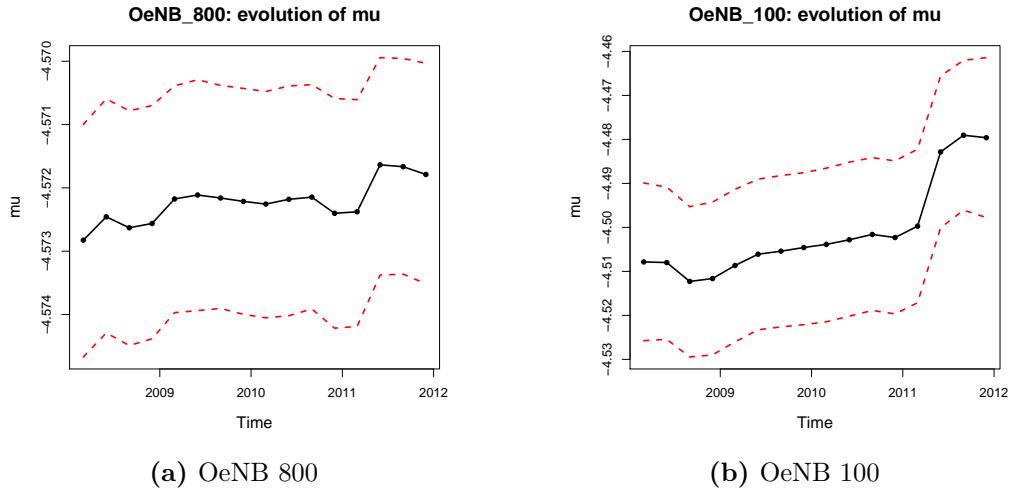 OeNB_800: evolution of mu
mu
−4.570
−4.571
−4.572
−4.573
−4.574
2009
2010
2011
2012
Time
(a) OeNB 800
OeNB_100: evolution of mu
mu
−4.46
−4.47
−4.48
−4.49
−4.50
−4.51
−4.52
−4.53
2009
2010
2011
2012
Time
(b) OeNB 100